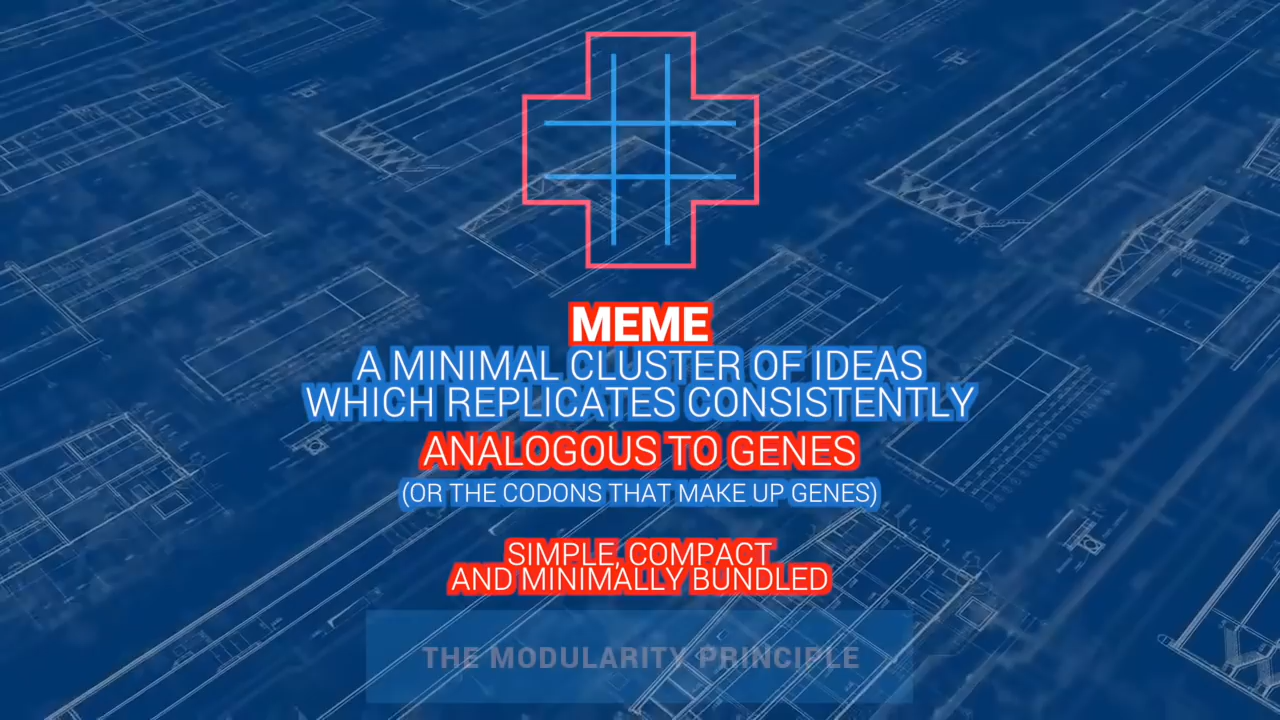 MEME
A MINIMAL CLUSTER OF IDEAS
WHICH REPLICATES CONSISTENTLY
ANALOGOUS TO GENES
(OR THE CODONS THAT MAKE UP GENES)
SIMPLE, COMPACT
AND MINIMALLY BUNDLED
THE MODULARITY PRINCIPLE